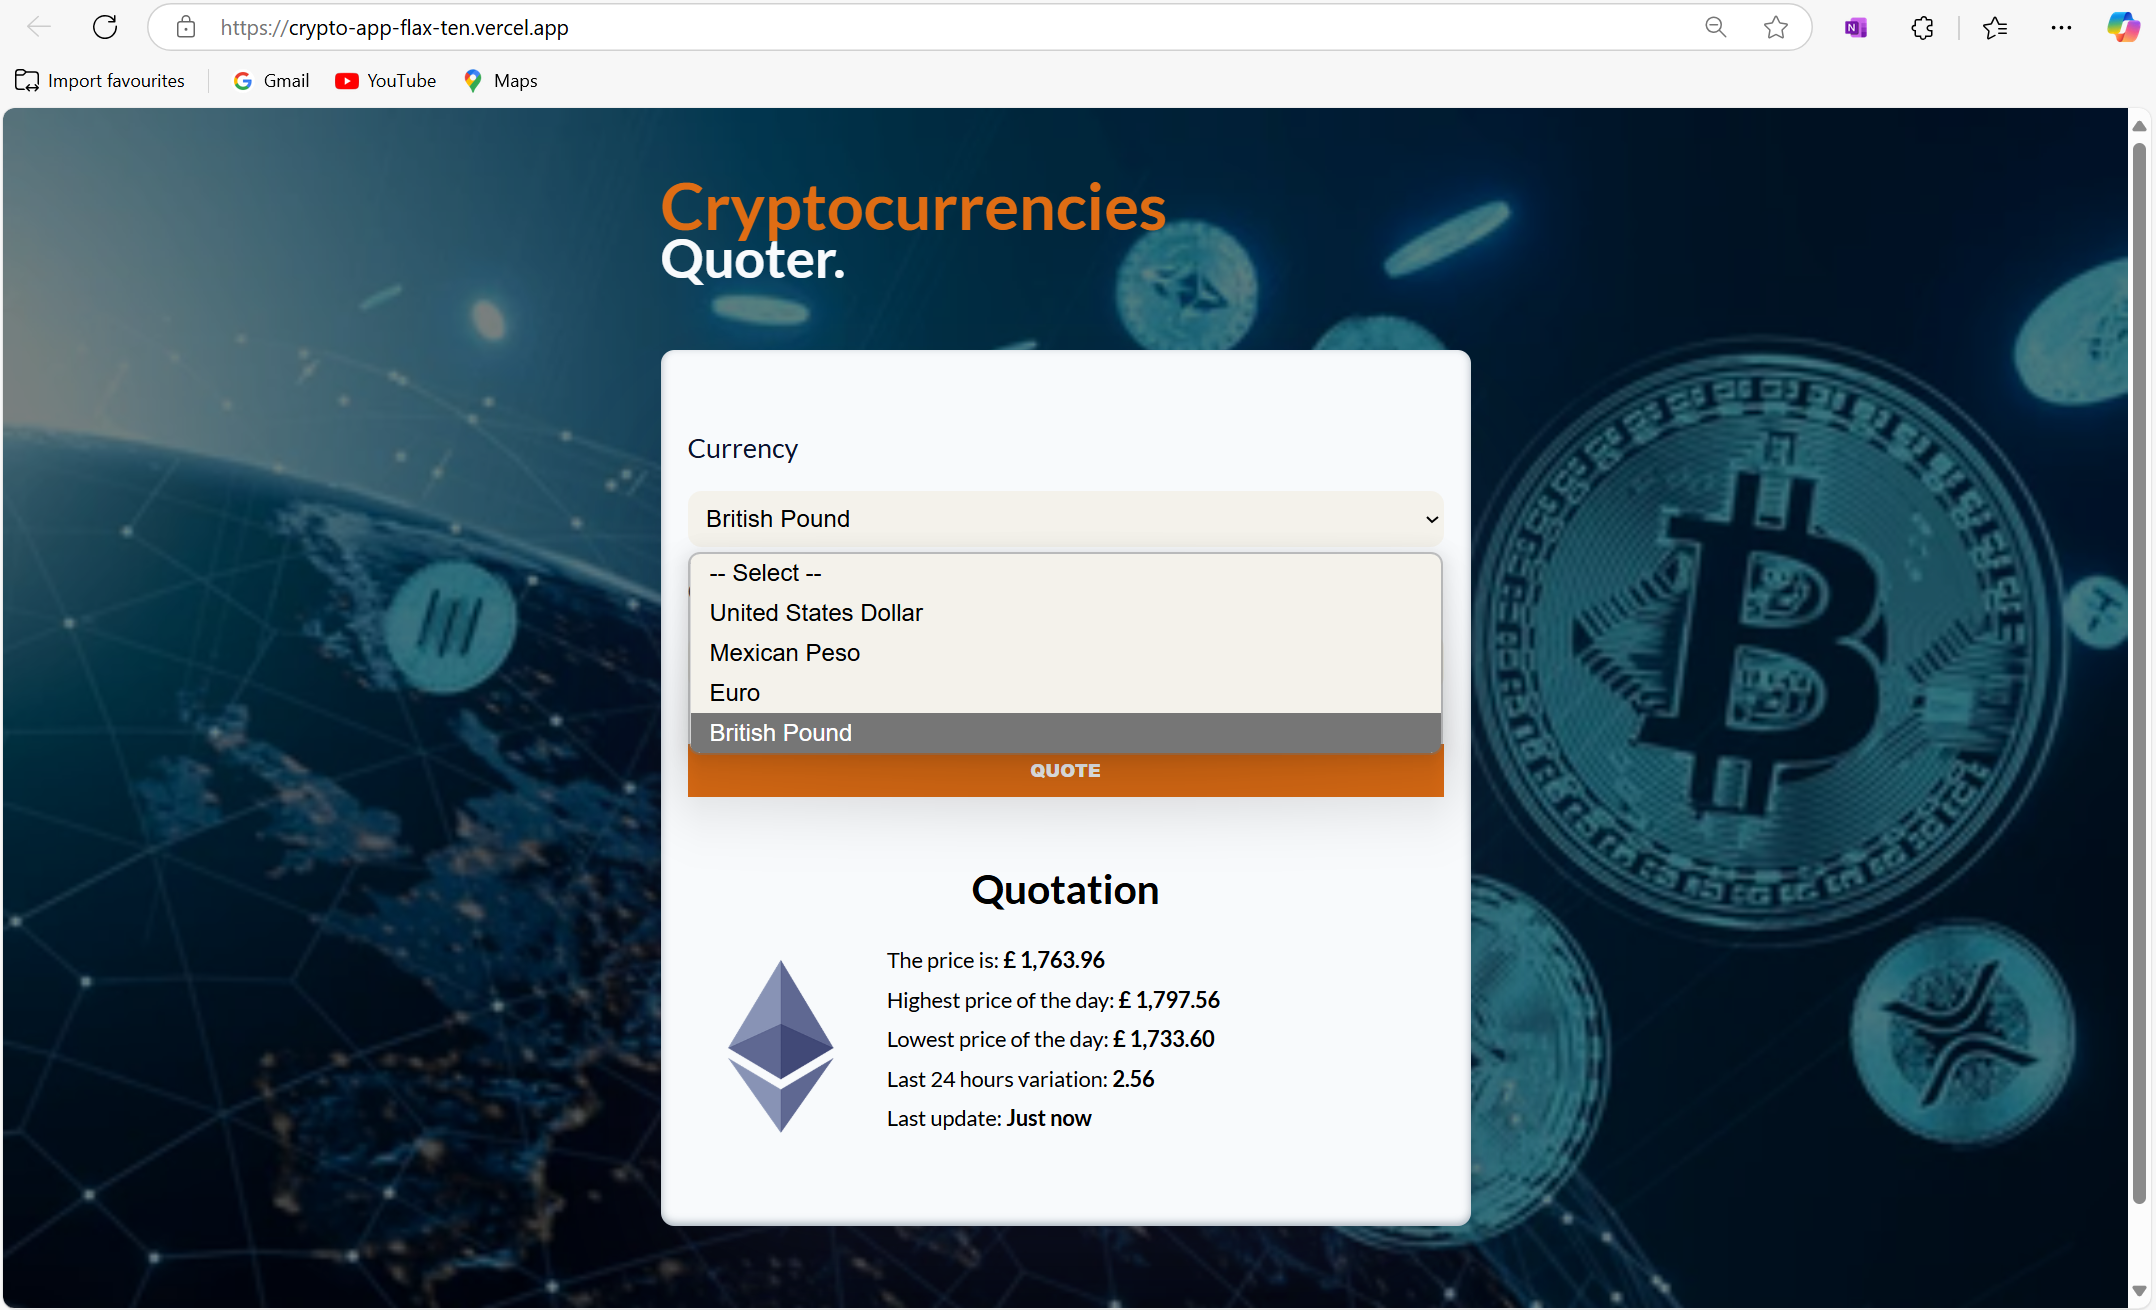 https://crypto-app-flax-ten.vercel.app
Import favourites
Gmail
YouTube
Maps
Cryptocurrencies
Quoter.
Currency
British Pound
-- Select --
United States Dollar
Mexican Peso
Euro
British Pound
QUOTE
Quotation
The price is: £ 1,763.96
Highest price of the day: £ 1,797.56
Lowest price of the day: £ 1,733.60
Last 24 hours variation: 2.56
Last update: Just now